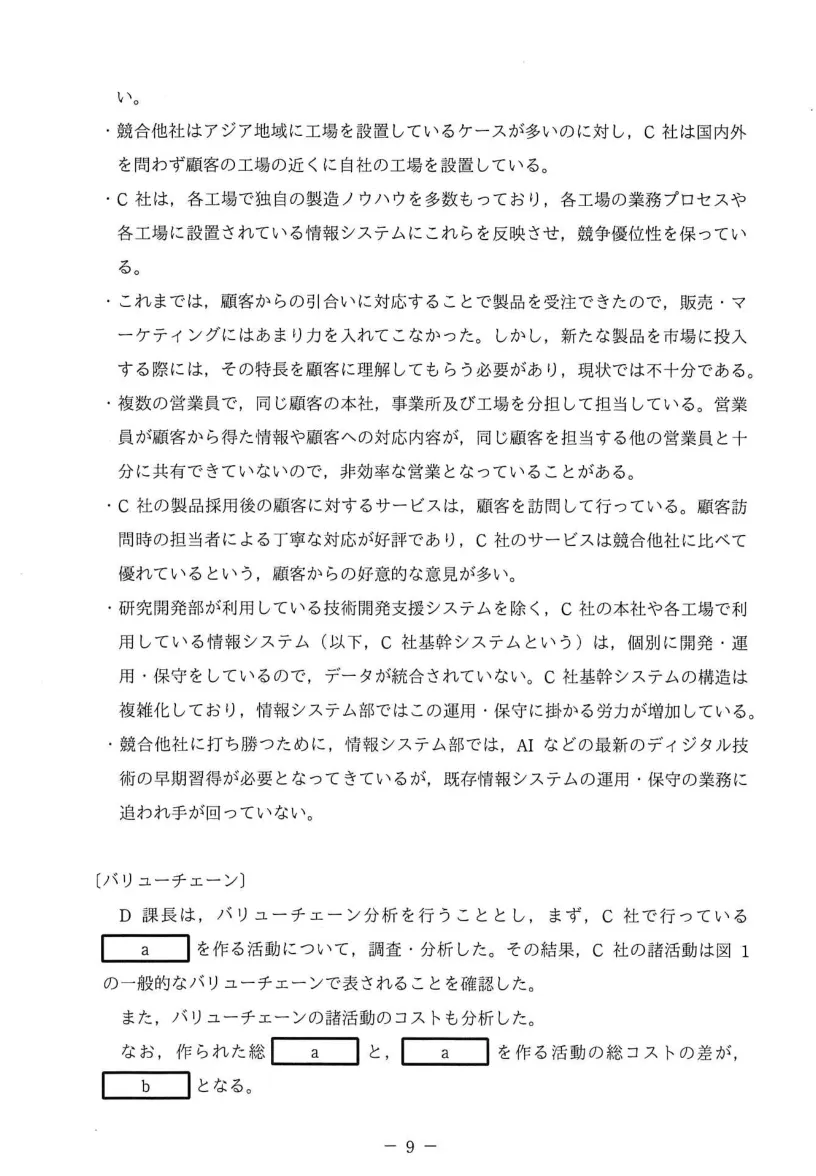 い。
・競合他社はアジア地域に工場を設置しているケースが多いのに対し，C 社は国内外
を問わず顧客の工場の近くに自社の工場を設置している。
・C 社は，各工場で独自の製造ノウハウを多数もっており，各工場の業務プロセスや
各工場に設置されている情報システムにこれらを反映させ，競争優位性を保ってい
る。
・これまでは，顧客からの引合いに対応することで製品を受注できたので，販売・マ
ーケティングにはあまり力を入れてこなかった。しかし，新たな製品を市場に投入
する際には，その特長を顧客に理解してもらう必要があり，現状では不十分である。
・複数の営業員で，同じ顧客の本社，事業所及び工場を分担して担当している。営業
員が顧客から得た情報や顧客への対応内容が，同じ顧客を担当する他の営業員と十
分に共有できていないので，非効率な営業となっていることがある。
・C 社の製品採用後の顧客に対するサービスは，顧客を訪問して行っている。顧客訪
問時の担当者による丁寧な対応が好評であり，C 社のサービスは競合他社に比べて
優れているという，顧客からの好意的な意見が多い。
・研究開発部が利用している技術開発支援システムを除く，C 社の本社や各工場で利
用している情報システム（以下，C 社基幹システムという）は，個別に開発・運
用・保守をしているので，データが統合されていない。C 社基幹システムの構造は
複雑化しており，情報システム部ではこの運用・保守に掛かる労力が増加している。
・競合他社に打ち勝つために，情報システム部では，AI などの最新のディジタル技
術の早期習得が必要となってきているが，既存情報システムの運用・保守の業務に
追われ手が回っていない。
〔バリューチェーン〕
D 課長は，バリューチェーン分析を行うこととし，まず，C 社で行っている
a を作る活動について，調査・分析した。その結果，C 社の諸活動は図 1
の一般的なバリューチェーンで表されることを確認した。
また，バリューチェーンの諸活動のコストも分析した。
なお，作られた総 a と， a を作る活動の総コストの差が，
b となる。
－ 9 －